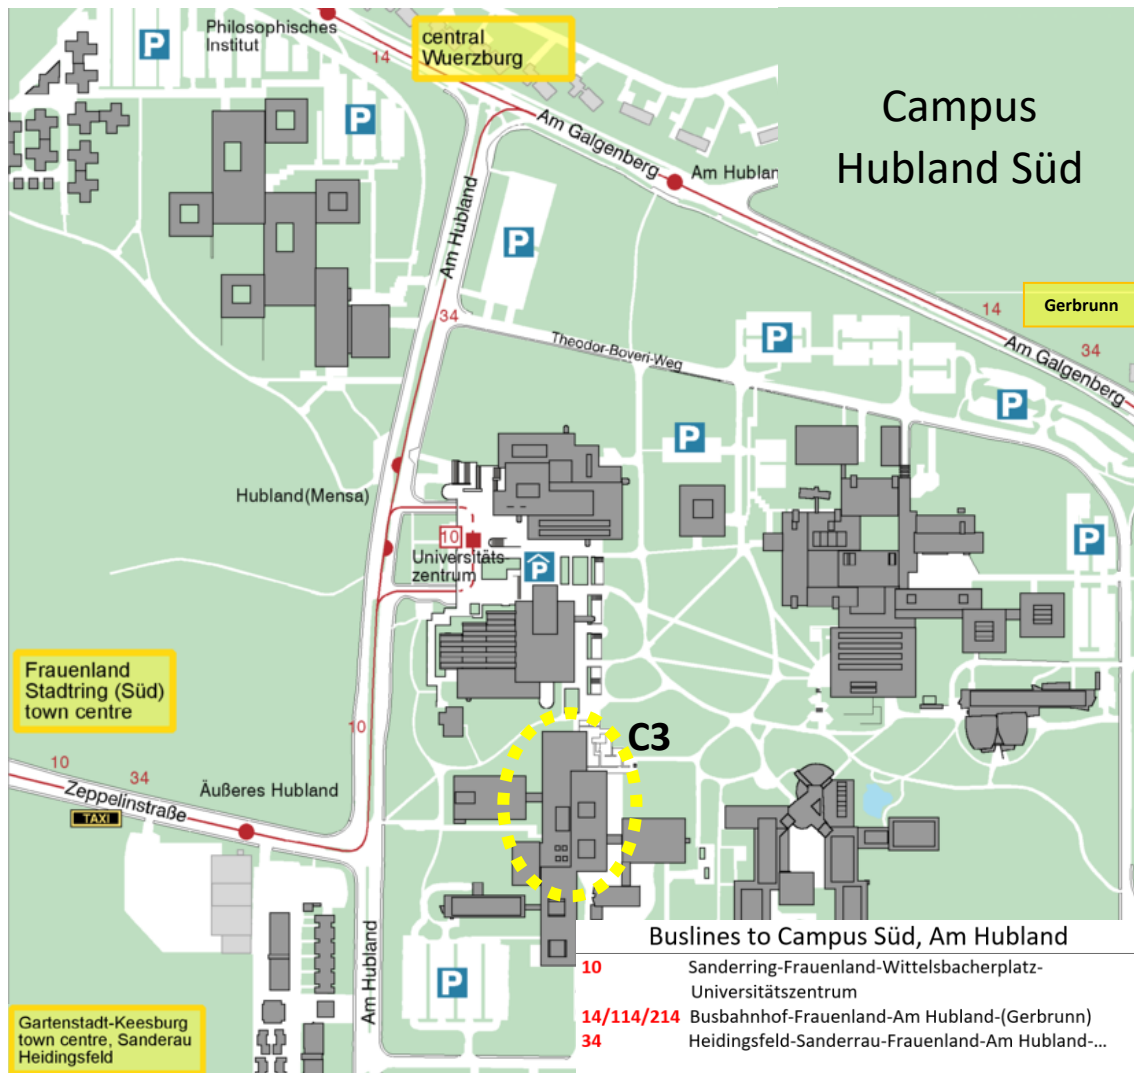 Philosophisches
Institut
P
14
central
Wuerzburg
Campus
Hubland Süd
P
Am Galgenberg
Am Hublan
Am Hubland
P
34
14
Gerbrunn
34
Am Galgenberg
Theodor-Boveri-Weg
P
P
P
Hubland(Mensa)
10
Universitäts-
zentrum
P
P
Frauenland
Stadtring (Süd)
town centre
10
C3
10
34
Äußeres Hubland
Zeppelinstraße
TAXI
Am Hubland
P
Gartenstadt-Keesburg
town centre, Sanderau
Heidingsfeld
Buslines to Campus Süd, Am Hubland
10 Sanderring-Frauenland-Wittelsbacherplatz-
Universitätszentrum
14/114/214 Busbahnhof-Frauenland-Am Hubland-(Gerbrunn)
34 Heidingsfeld-Sanderrau-Frauenland-Am Hubland-...